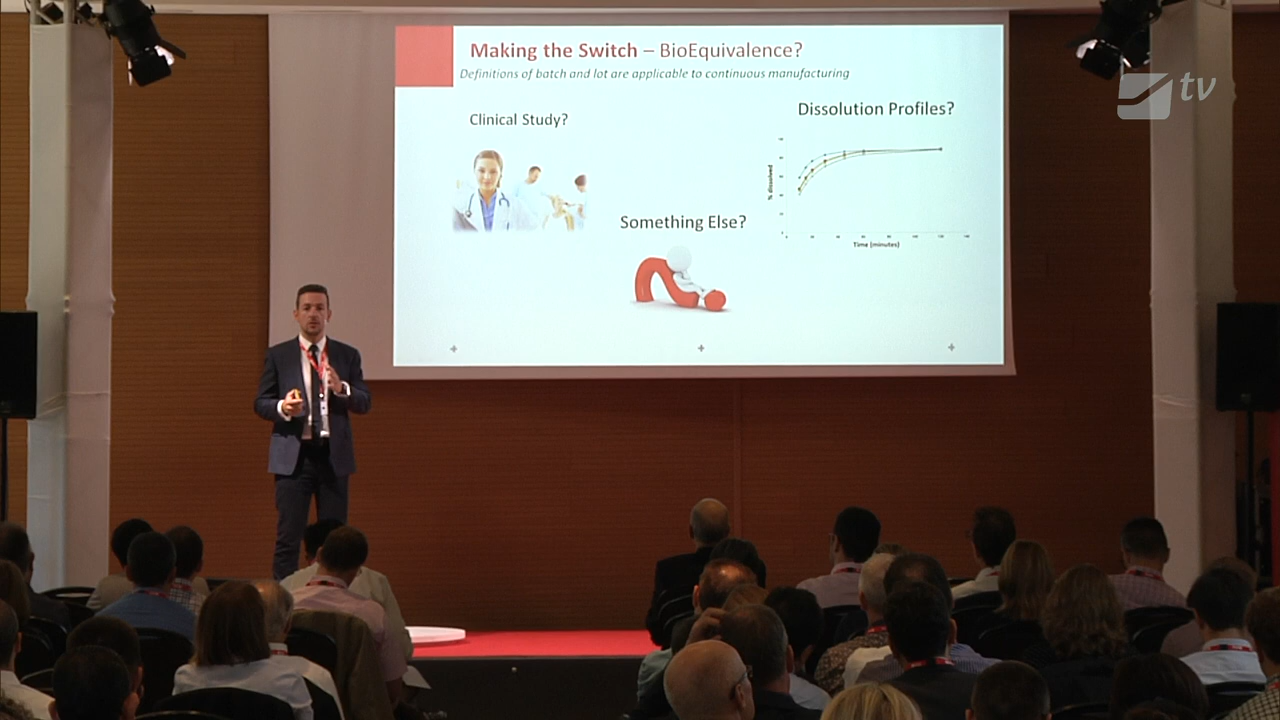 Making the Switch – BioEquivalence?
Definitions of batch and lot are applicable to continuous manufacturing
Clinical Study?
Dissolution Profiles?
% dissolved
Time (minutes)
Something Else?
tv